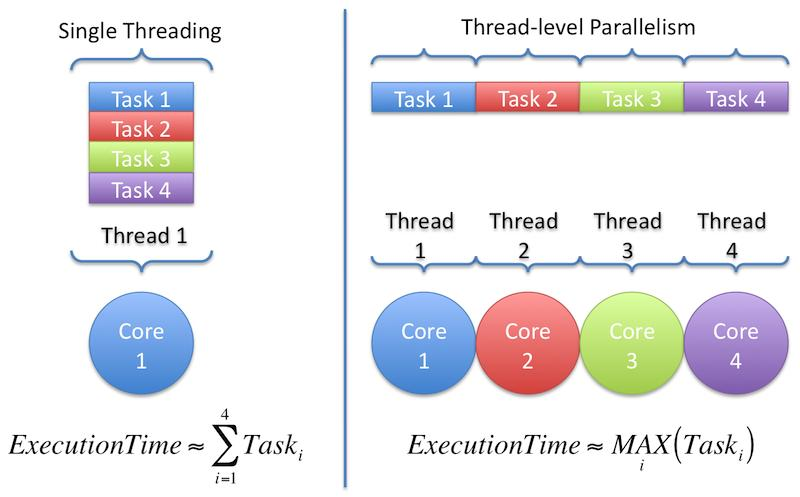 Single Threading
Task 1
Task 2
Task 3
Task 4
Thread 1
Core
1
ExecutionTime ≈ ∑_{i=1}^{4} Task_i
Thread-level Parallelism
Task 1 Task 2 Task 3 Task 4
Thread Thread Thread Thread
1 2 3 4
Core Core Core Core
1 2 3 4
ExecutionTime ≈ MAX_i(Task_i)